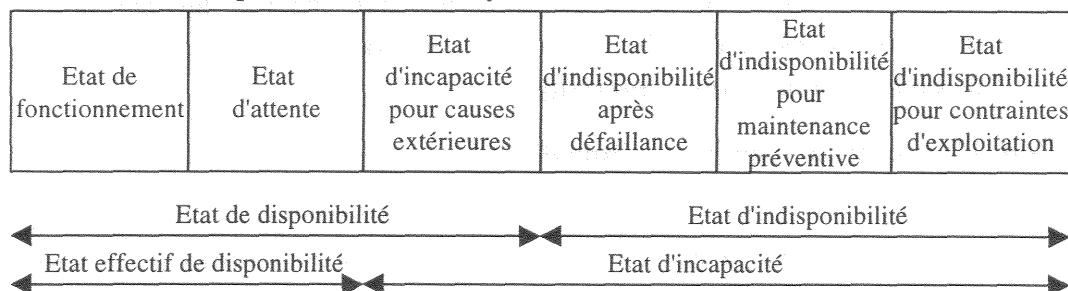 Etat de
fonctionnement
Etat
d'attente
Etat
d'incapacité
pour causes
extérieures
Etat
d'indisponibilité
après
défaillance
Etat
d'indisponibilité
pour
maintenance
préventive
Etat
d'indisponibilité
pour contraintes
d'exploitation
Etat de disponibilité
Etat d'indisponibilité
Etat effectif de disponibilité
Etat d'incapacité